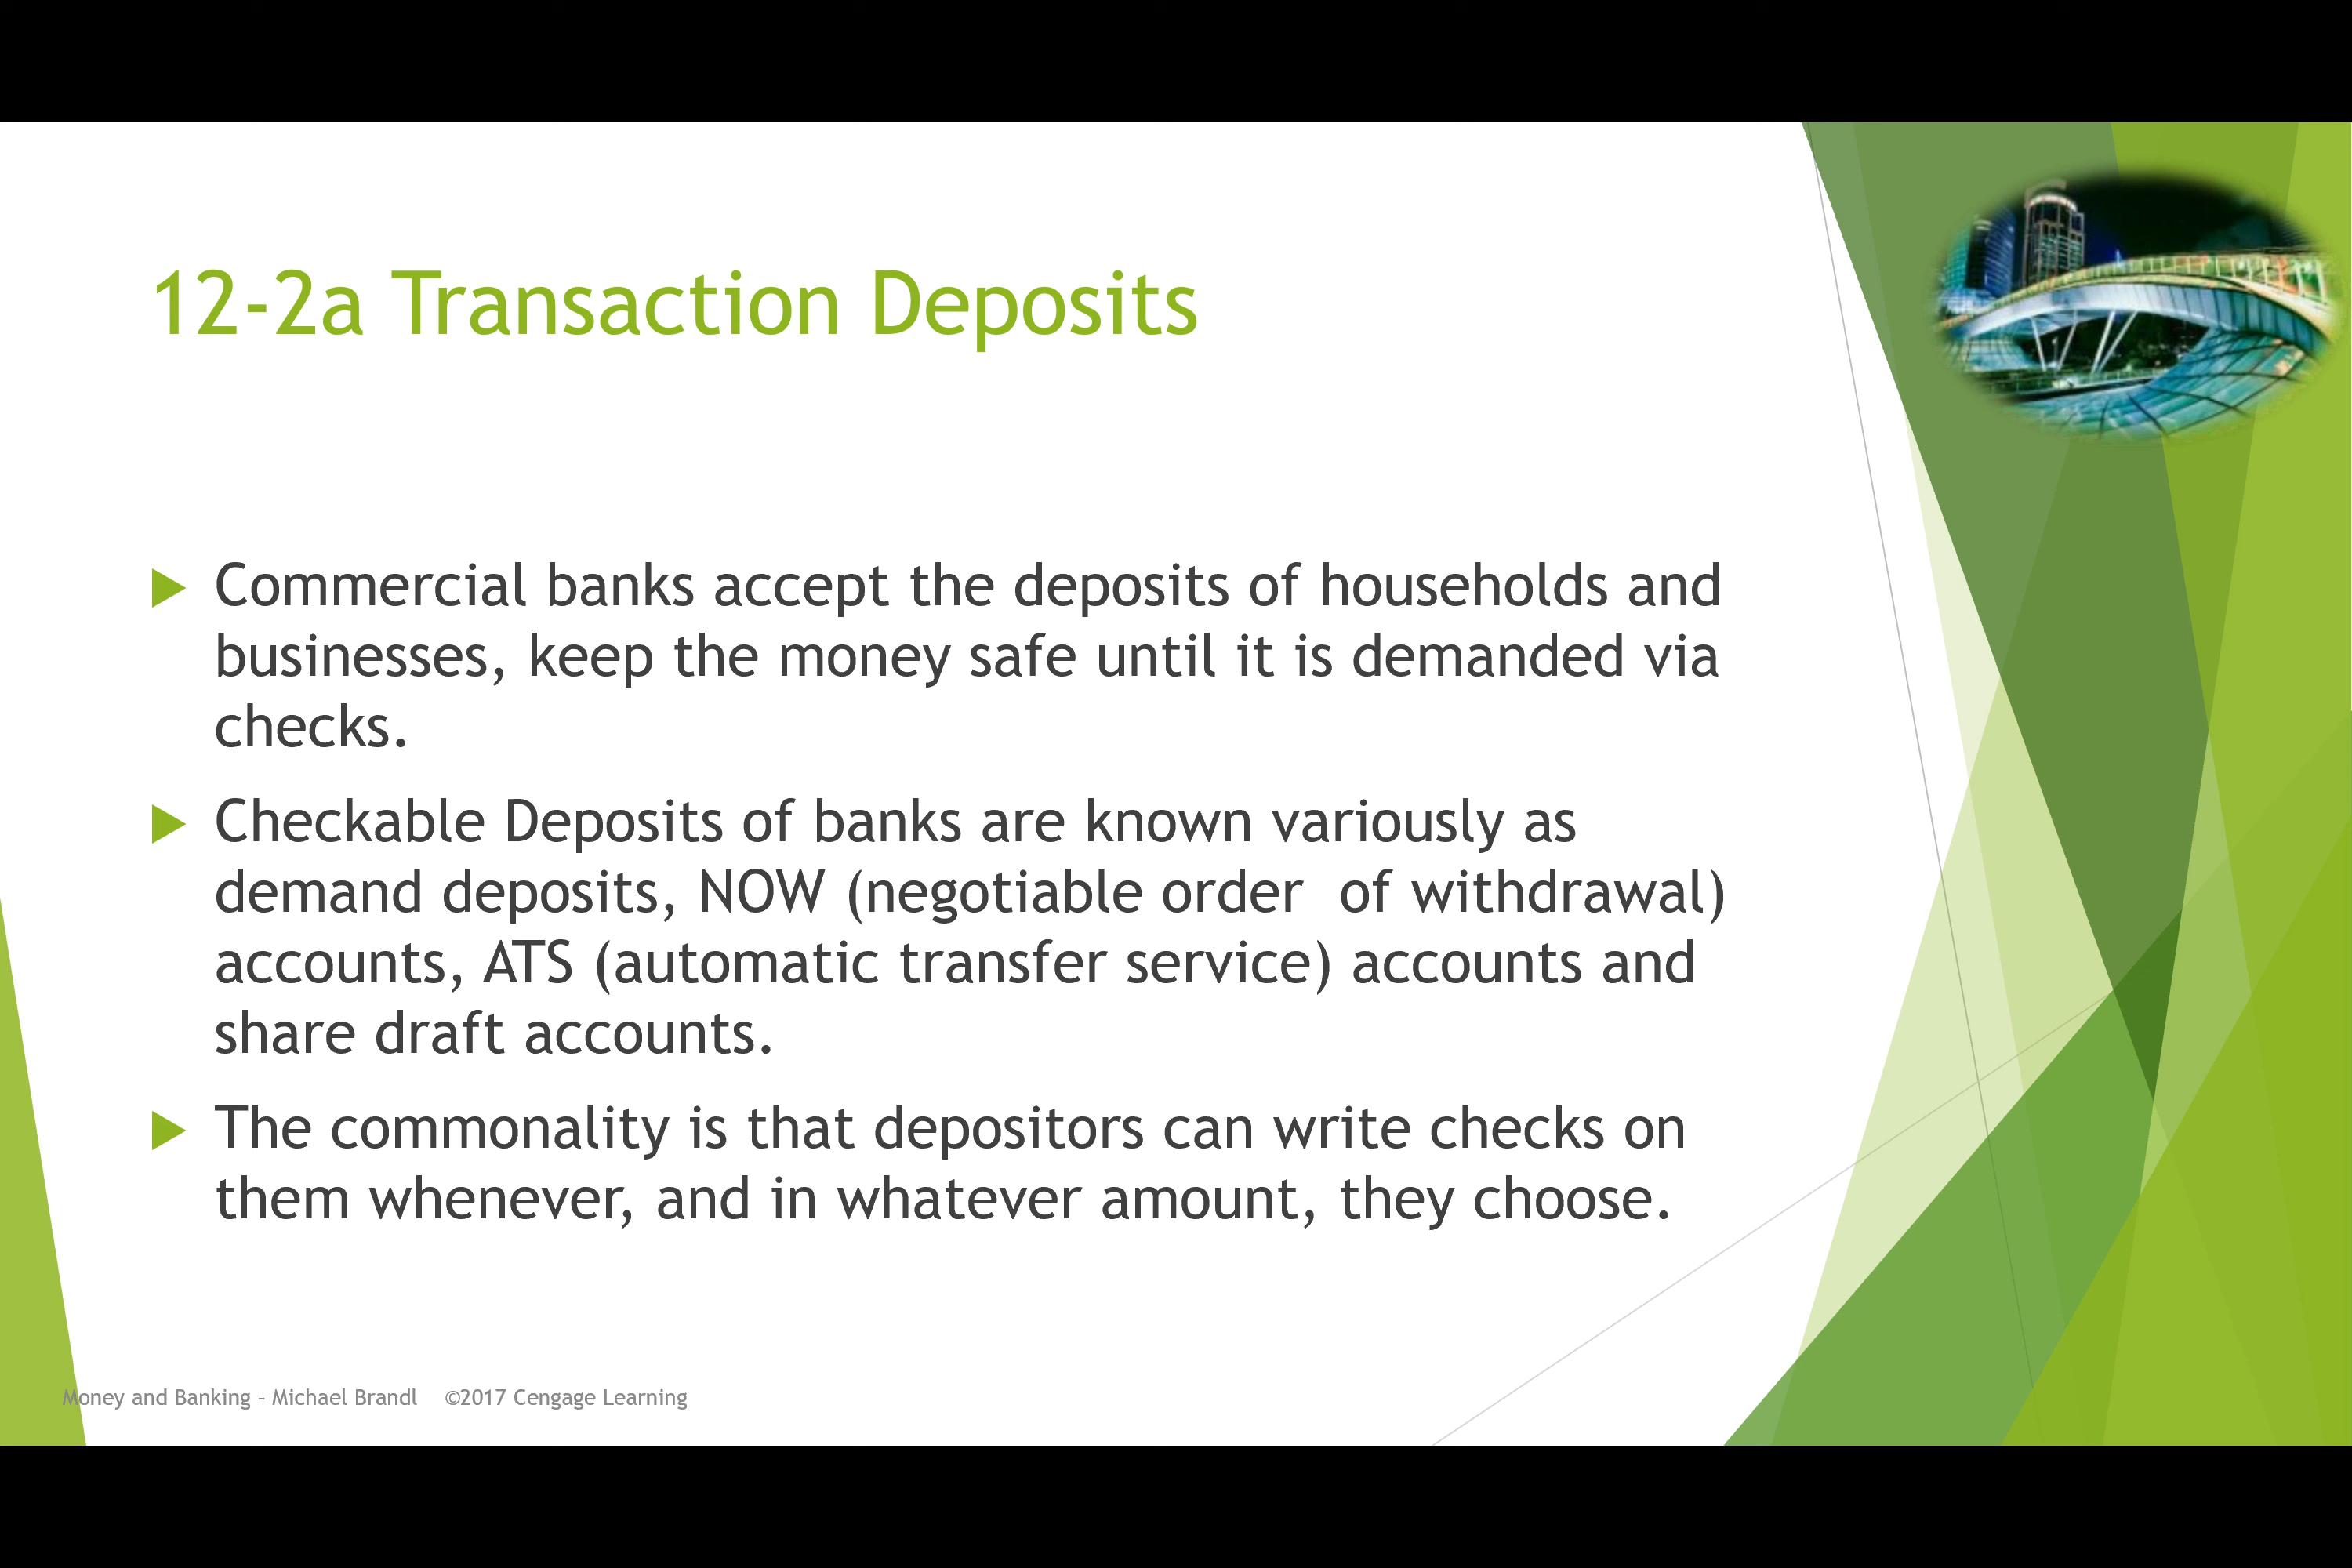 12-2a Transaction Deposits
Commercial banks accept the deposits of households and
businesses, keep the money safe until it is demanded via
checks.
Checkable Deposits of banks are known variously as
demand deposits, NOW (negotiable order  of withdrawal)
accounts, ATS (automatic transfer service) accounts and
share draft accounts.
The commonality is that depositors can write checks on
them whenever, and in whatever amount, they choose.
Money and Banking – Michael Brandl    ©2017 Cengage Learning